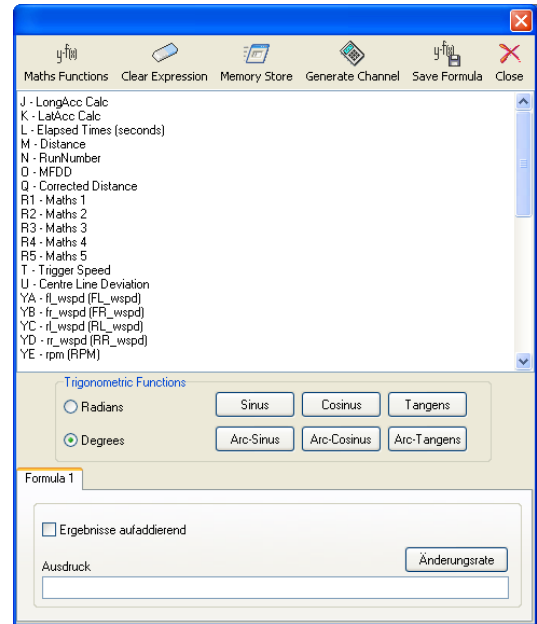 y-f(x) y-f(x)
Maths Functions Clear Expression Memory Store Generate Channel Save Formula Close
J - LongAcc Calc
K - LatAcc Calc
L - Elapsed Times (seconds)
M - Distance
N - RunNumber
O - MFDD
Q - Corrected Distance
R1 - Maths 1
R2 - Maths 2
R3 - Maths 3
R4 - Maths 4
R5 - Maths 5
T - Trigger Speed
U - Centre Line Deviation
YA - fl_wspd (FL_wspd)
YB - fr_wspd (FR_wspd)
YC - rl_wspd (RL_wspd)
YD - rr_wspd (RR_wspd)
YE - rpm (RPM)
Trigonometric Functions
Radians Sinus Cosinus Tangens
Degrees Arc-Sinus Arc-Cosinus Arc-Tangens
Formula 1
Ergebnisse aufaddierend
Ausdruck Änderungsrate